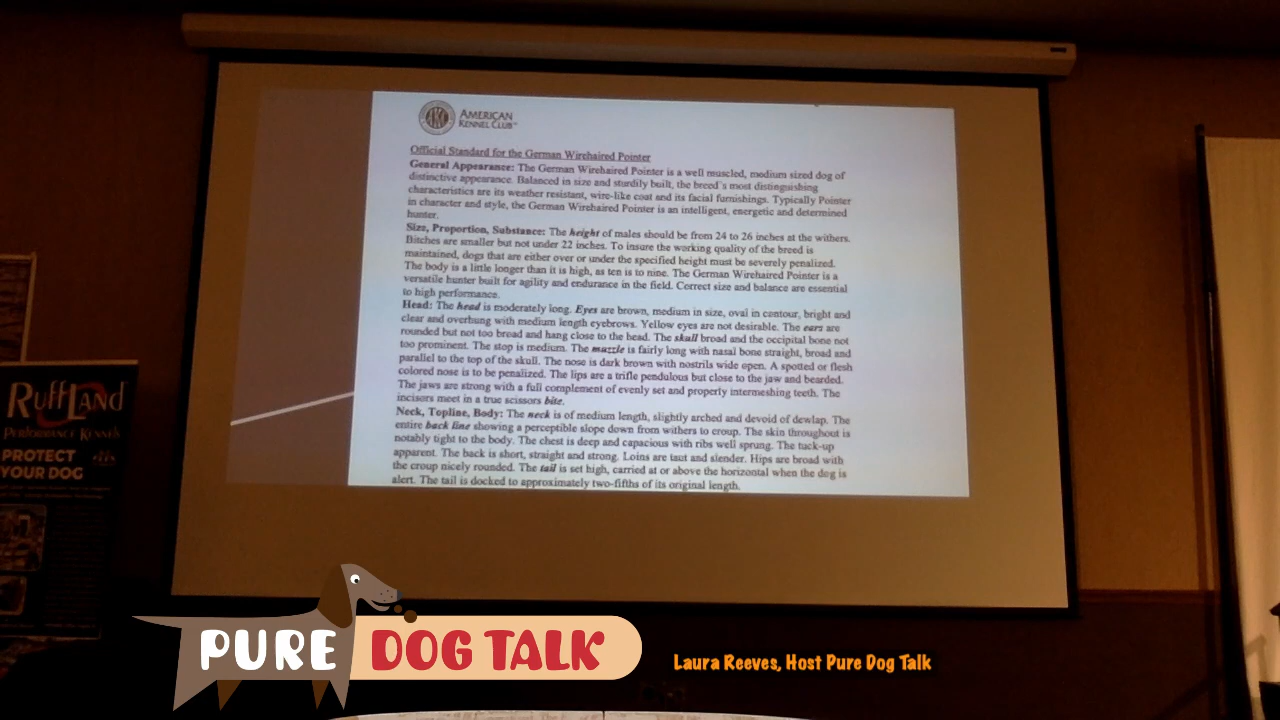 AMERICAN
KENNEL CLUB
Official Standard for the German Wirehaired Pointer
General Appearance: The German Wirehaired Pointer is a well muscled, medium sized dog of
distinctive appearance. Balanced in size and sturdily built, the breed's most distinguishing
characteristics are its weather resistant, wire-like coat and its facial furnishings. Typically Pointer
in character and style, the German Wirehaired Pointer is an intelligent, energetic and determined
hunter.
Size, Proportion, Substance: The height of males should be from 24 to 26 inches at the withers.
Bitches are smaller but not under 22 inches. To insure the working quality of the breed is
maintained, dogs that are either over or under the specified height must be severely penalized.
The body is a little longer than it is high, as ten is to nine. The German Wirehaired Pointer is a
versatile hunter built for agility and endurance in the field. Correct size and balance are essential
to high performance.
Head: The head is moderately long. Eyes are brown, medium in size, oval in contour, bright and
clear and overhung with medium length eyebrows. Yellow eyes are not desirable. The ears are
rounded but not too broad and hang close to the head. The skull broad and the occipital bone not
too prominent. The stop is medium. The muzzle is fairly long with nasal bone straight, broad and
parallel to the top of the skull. The nose is dark brown with nostrils wide open. A spotted or flesh
colored nose is to be penalized. The lips are a trifle pendulous but close to the jaw and bearded.
The jaws are strong with a full complement of evenly set and properly intermeshing teeth. The
incisors meet in a true scissors bite.
Neck, Topline, Body: The neck is of medium length, slightly arched and devoid of dewlap. The
entire back line showing a perceptible slope down from withers to croup. The skin throughout is
notably tight to the body. The chest is deep and capacious with ribs well sprung. The tuck-up
apparent. The back is short, straight and strong. Loins are taut and slender. Hips are broad with
the croup nicely rounded. The tail is set high, carried at or above the horizontal when the dog is
alert. The tail is docked to approximately two-fifths of its original length.
RUFFLAND
PERFORMANCE KENNELS
PROTECT
YOUR DOG
PURE DOG TALK
Laura Reeves, Host Pure Dog Talk